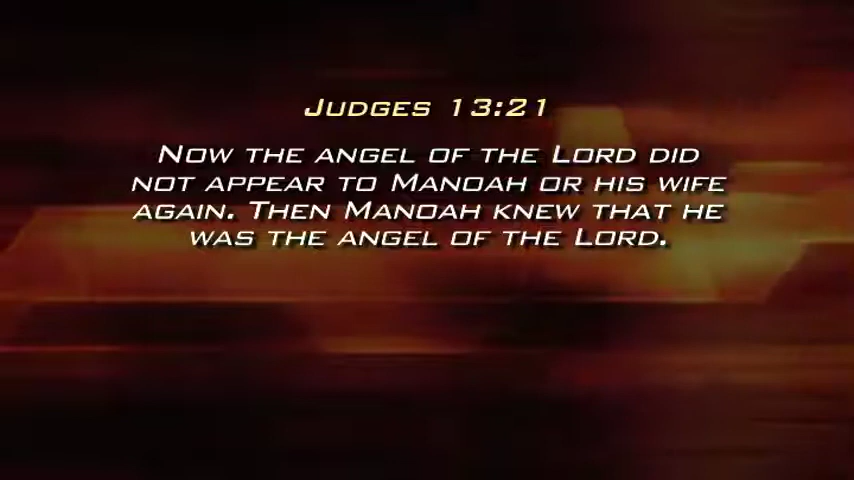 Judges 13:21
Now the angel of the Lord did
not appear to Manoah or his wife
again. Then Manoah knew that he
was the angel of the Lord.